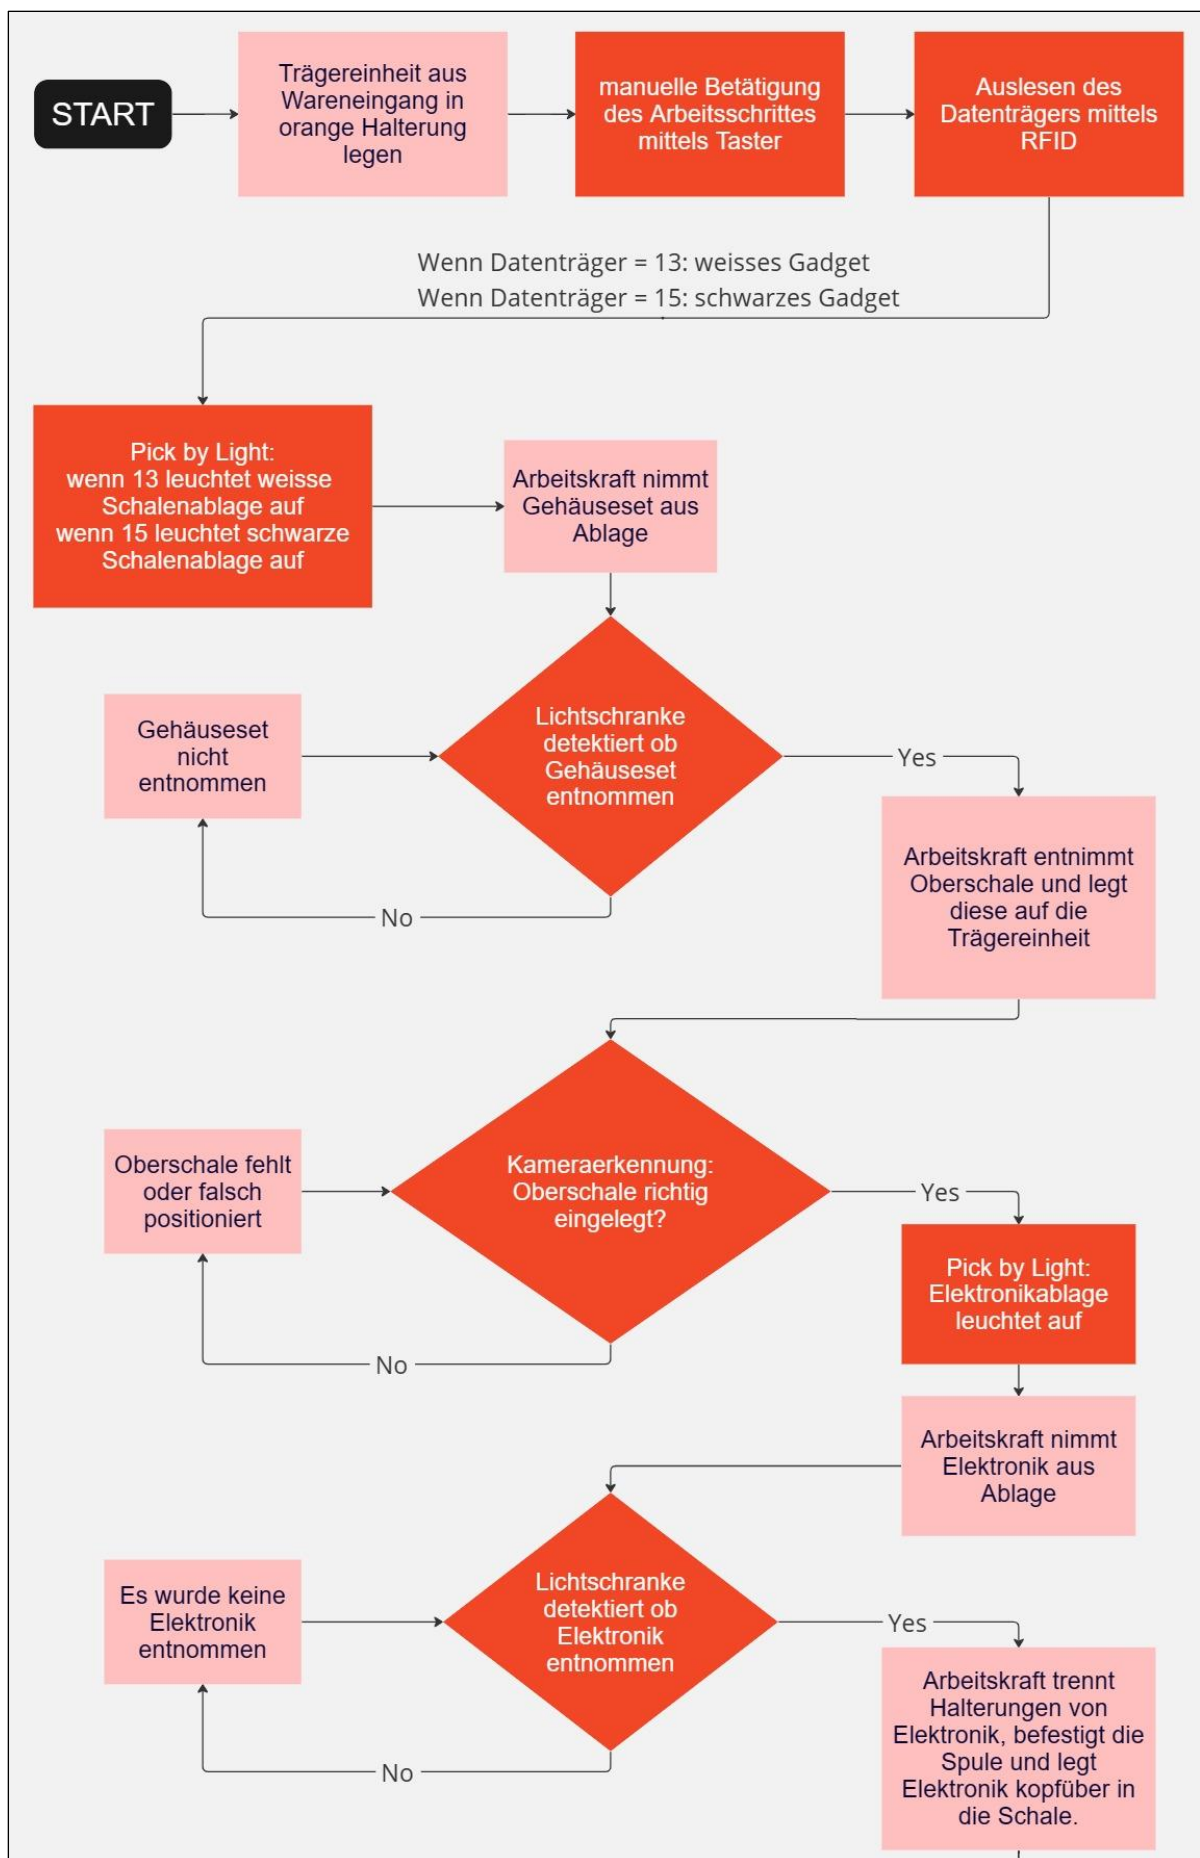 START
Trägereinheit aus
Wareneingang in
orange Halterung
legen
manuelle Betätigung
des Arbeitsschrittes
mittels Taster
Auslesen des
Datenträgers mittels
RFID
Wenn Datenträger = 13: weisses Gadget
Wenn Datenträger = 15: schwarzes Gadget
Pick by Light:
wenn 13 leuchtet weisse
Schalenablage auf
wenn 15 leuchtet schwarze
Schalenablage auf
Arbeitskraft nimmt
Gehäuseset aus
Ablage
Lichtschranke
detektiert ob
Gehäuseset
entnommen
Gehäuseset
nicht
entnommen
No
Yes
Arbeitskraft entnimmt
Oberschale und legt
diese auf die
Trägereinheit
Kameraerkennung:
Oberschale richtig
eingelegt?
Oberschale fehlt
oder falsch
positioniert
No
Yes
Pick by Light:
Elektronikablage
leuchtet auf
Arbeitskraft nimmt
Elektronik aus
Ablage
Lichtschranke
detektiert ob
Elektronik
entnommen
Es wurde keine
Elektronik
entnommen
No
Yes
Arbeitskraft trennt
Halterungen von
Elektronik, befestigt die
Spule und legt
Elektronik kopfüber in
die Schale.